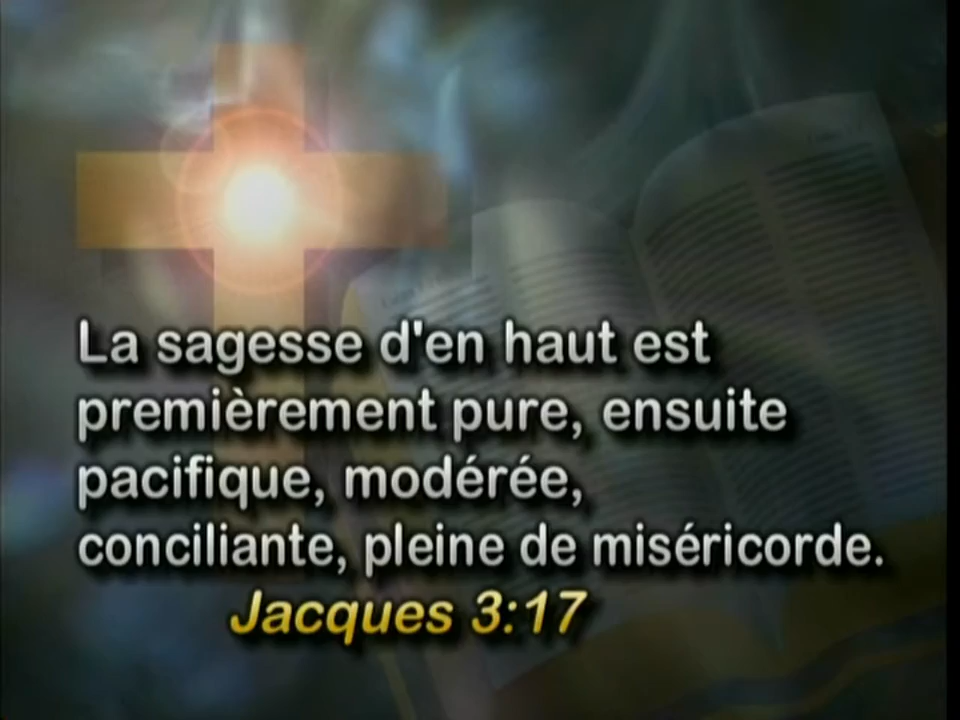 La sagesse d'en haut est
premièrement pure, ensuite
pacifique, modérée,
conciliante, pleine de miséricorde.
Jacques 3:17